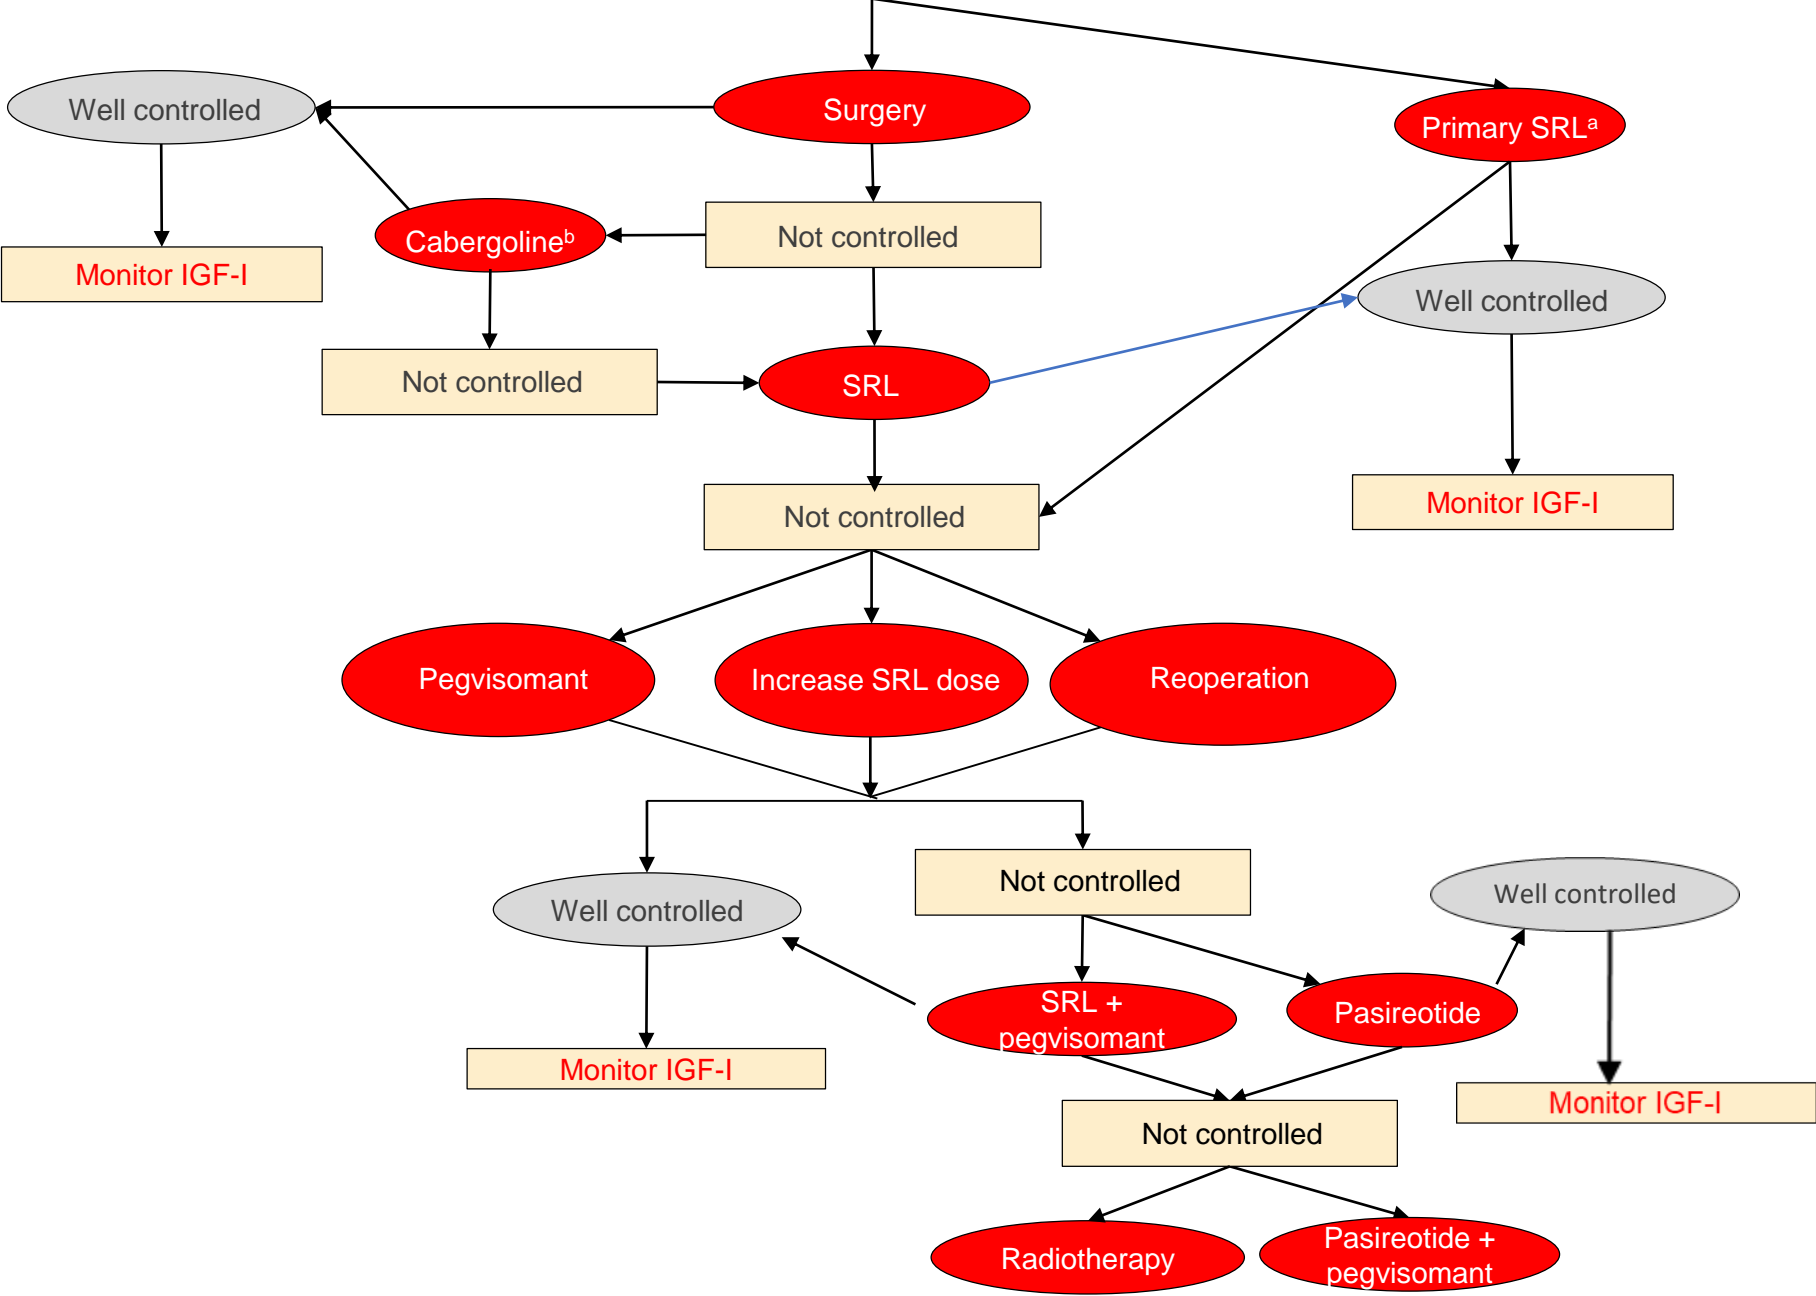 Well controlled
Surgery
Primary SRLᵃ
Cabergolineᵇ
Not controlled
Monitor IGF-I
Well controlled
Not controlled
SRL
Not controlled
Monitor IGF-I
Pegvisomant
Increase SRL dose
Reoperation
Not controlled
Well controlled
Well controlled
SRL +
pegvisomant
Pasireotide
Monitor IGF-I
Monitor IGF-I
Not controlled
Radiotherapy
Pasireotide +
pegvisomant